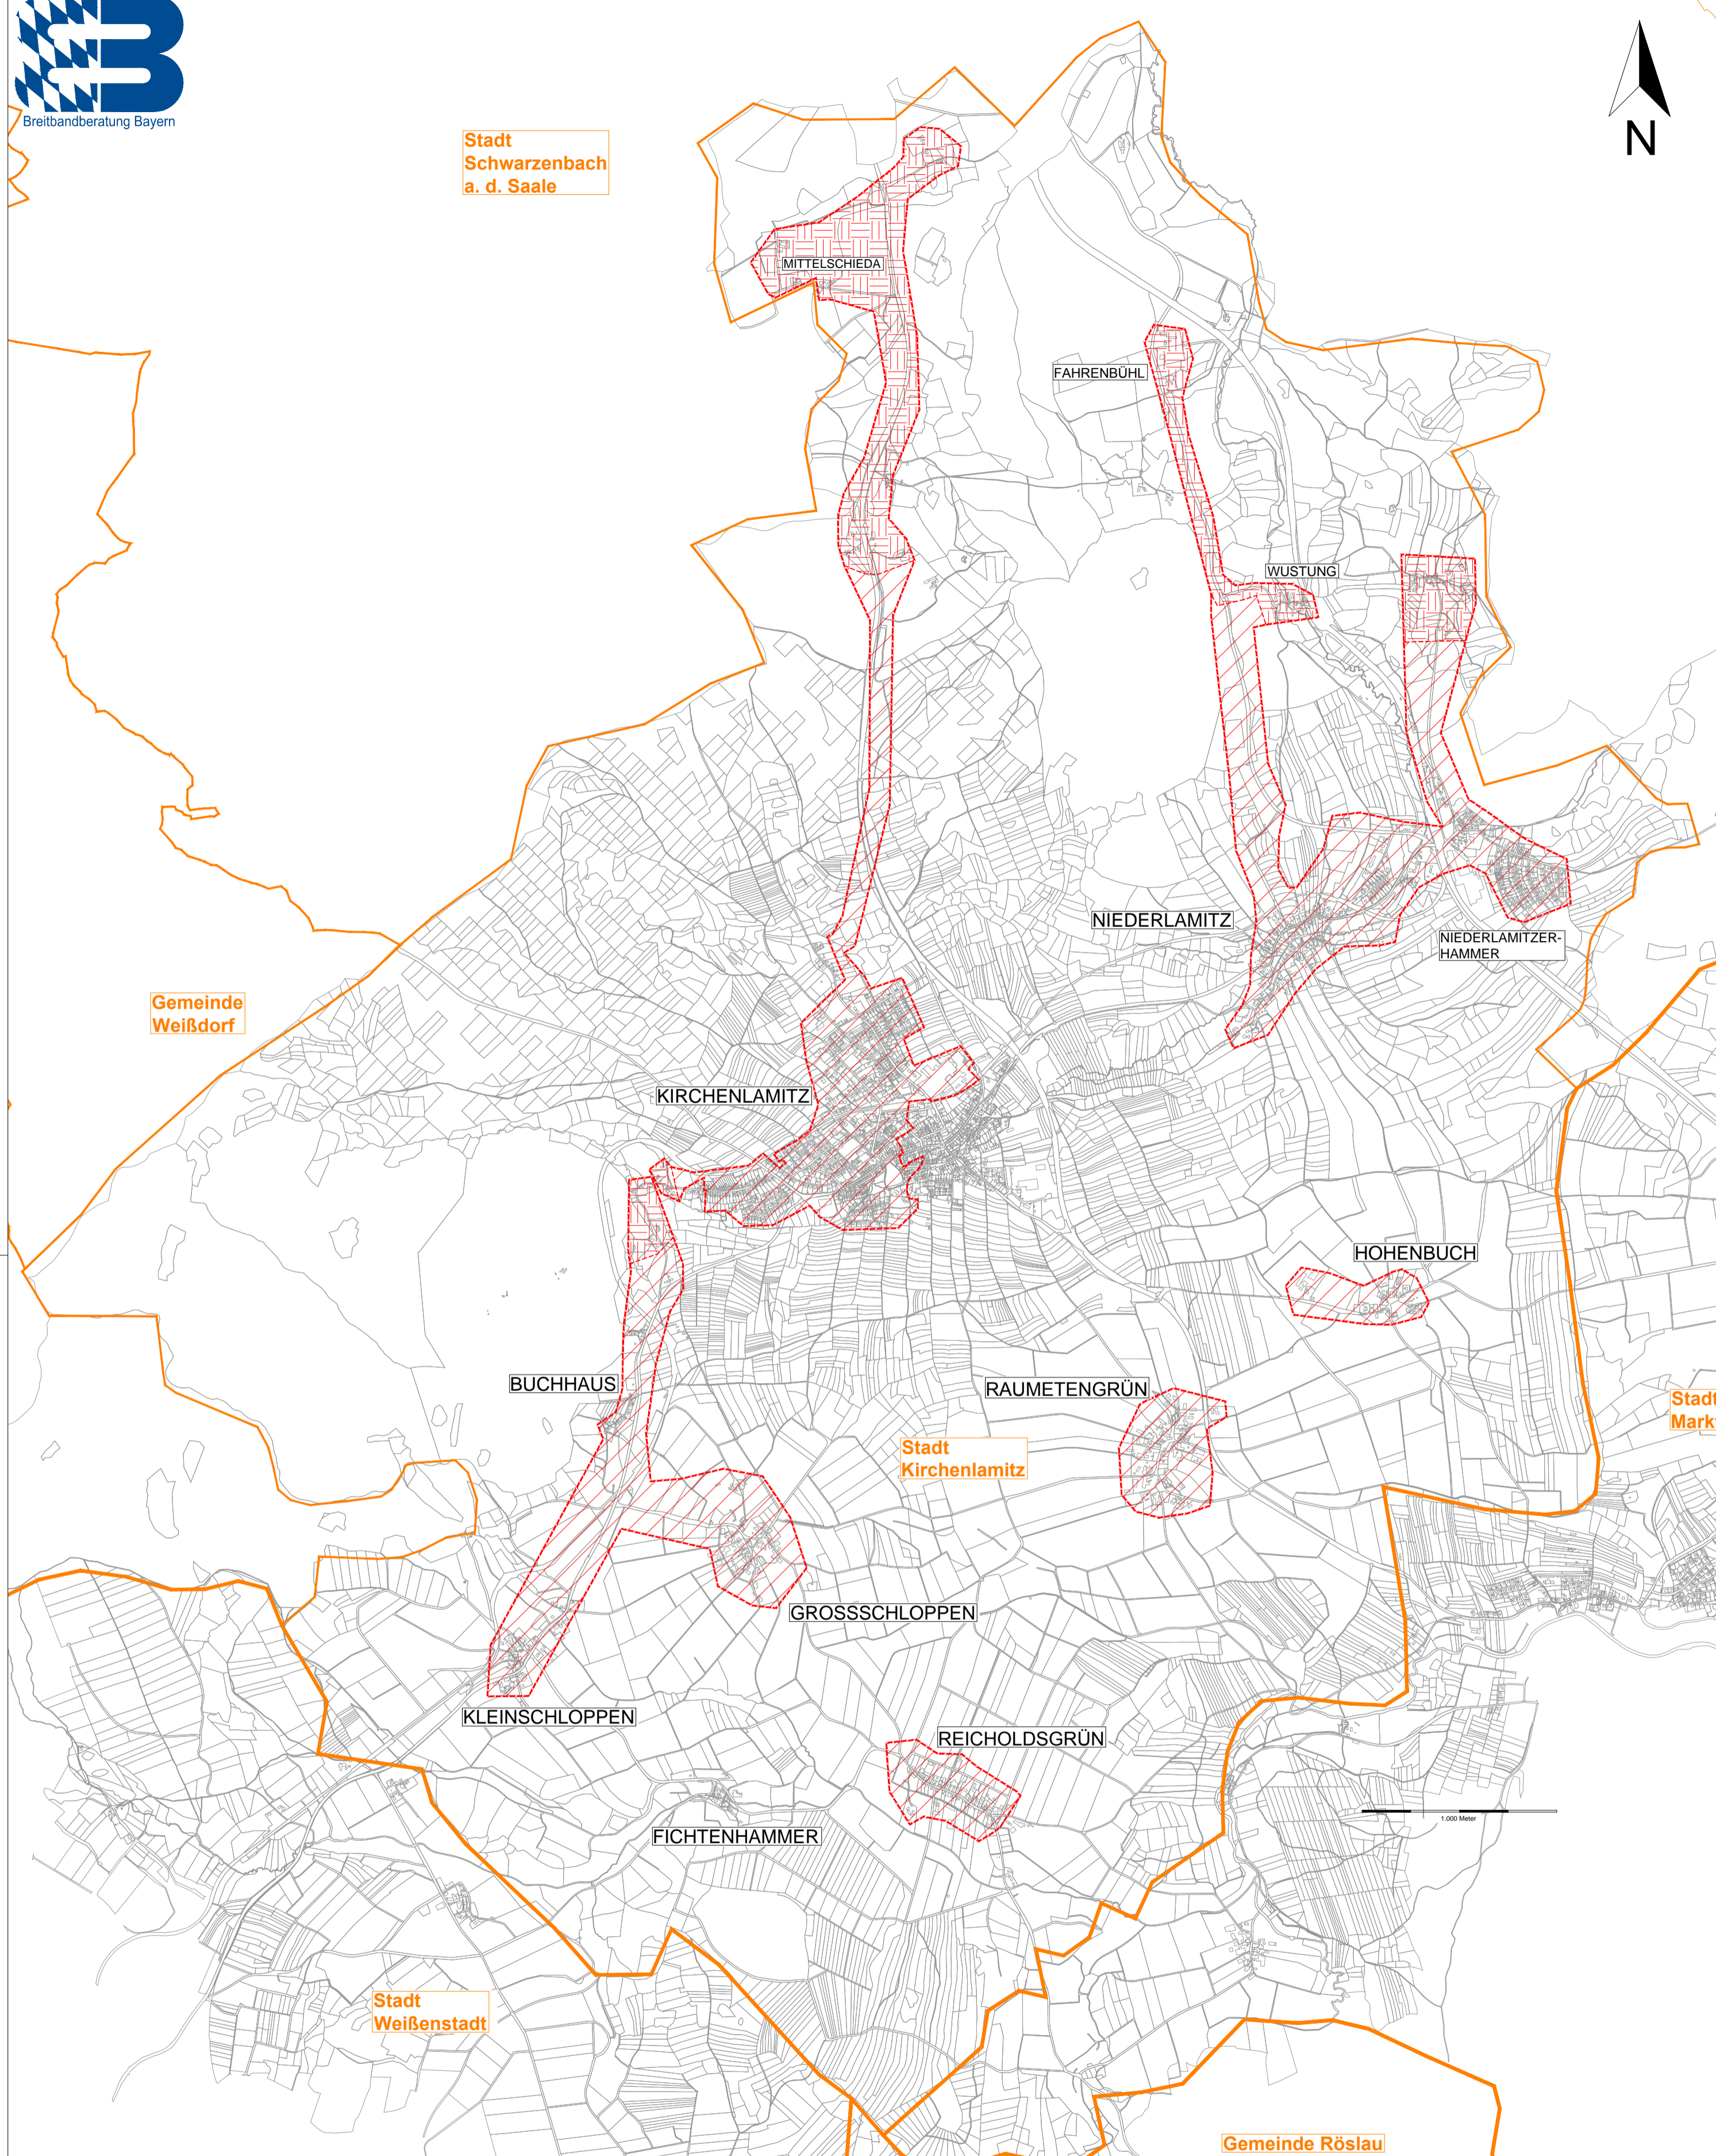 Breitbandberatung Bayern
N
Stadt
Schwarzenbach
a. d. Saale
MITTELSCHIEDA
FAHRENBÜHL
WUSTUNG
NIEDERLAMITZ
NIEDERLAMITZER-
HAMMER
Gemeinde
Weißdorf
KIRCHENLAMITZ
HOHENBUCH
BUCHHAUS
RAUMETENGRÜN
Stadt
Mark
Stadt
Kirchenlamitz
GROSSSCHLOPPEN
KLEINSCHLOPPEN
REICHOLDSGRÜN
1.000 Meter
FICHTENHAMMER
Stadt
Weißenstadt
Gemeinde Röslau